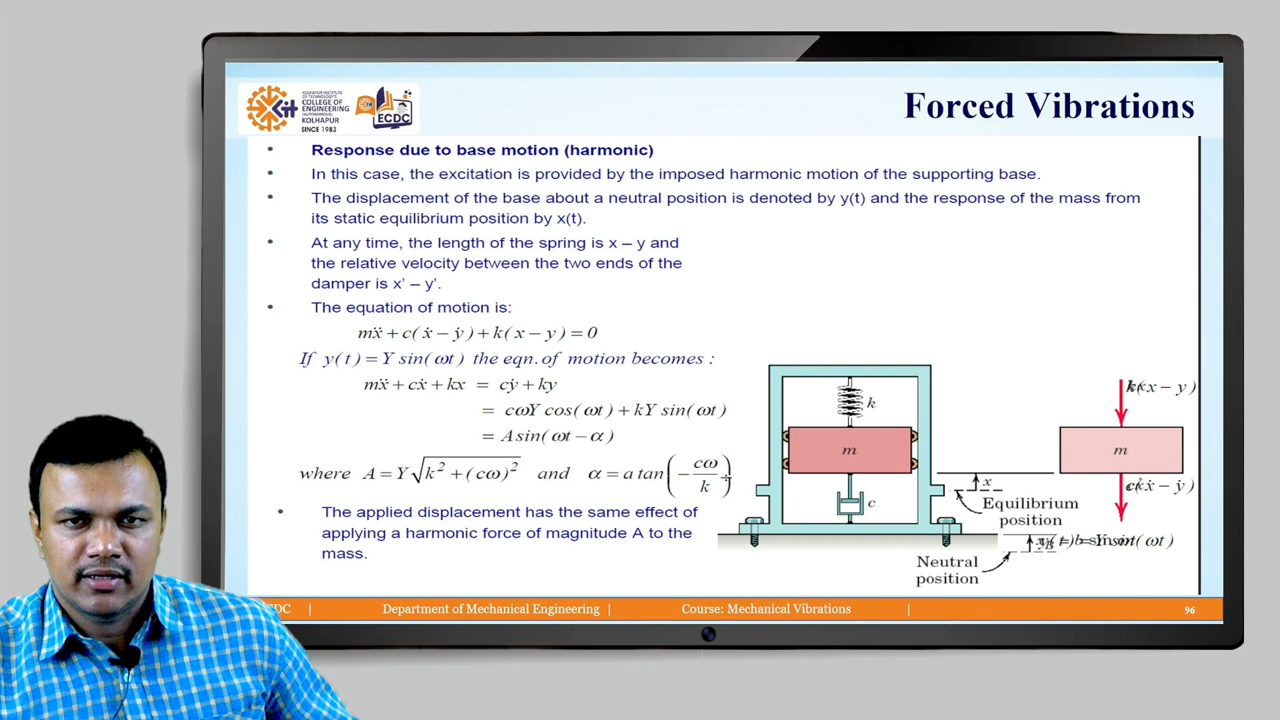 KOLHAPUR INSTITUTE
OF TECHNOLOGY'S
COLLEGE OF
ENGINEERING
(AUTONOMOUS),
KOLHAPUR
SINCE 1983
ECDC
Forced Vibrations
• Response due to base motion (harmonic)
• In this case, the excitation is provided by the imposed harmonic motion of the supporting base.
• The displacement of the base about a neutral position is denoted by y(t) and the response of the mass from
its static equilibrium position by x(t).
• At any time, the length of the spring is x – y and
the relative velocity between the two ends of the
damper is x' – y'.
• The equation of motion is:
mẍ + c( ẋ − ẏ ) + k( x − y ) = 0
If y( t ) = Y sin( ωt ) the eqn. of motion becomes :
mẍ + cẋ + kx = cẏ + ky
= cωY cos( ωt ) + kY sin( ωt )
= A sin( ωt − α )
where A = Y√k² + ( cω )² and α = a tan( − cω / k )
• The applied displacement has the same effect of
applying a harmonic force of magnitude A to the
mass.
k
m
c
x
Equilibrium
position
Neutral
position
k( x − y )
m
c( ẋ − ẏ )
= Y sin( ωt )
ECDC | Department of Mechanical Engineering | Course: Mechanical Vibrations | 96